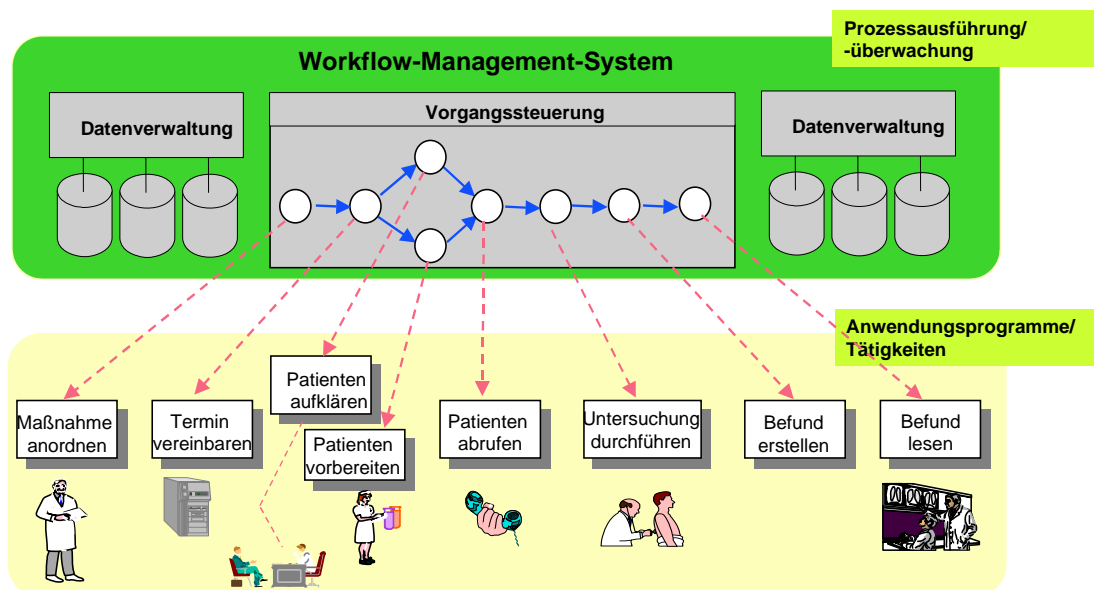 Prozessausführung/
-überwachung
Workflow-Management-System
Datenverwaltung
Vorgangssteuerung
Datenverwaltung
Anwendungsprogramme/
Tätigkeiten
Maßnahme
anordnen
Termin
vereinbaren
Patienten
aufklären
Patienten
vorbereiten
Patienten
abrufen
Untersuchung
durchführen
Befund
erstellen
Befund
lesen